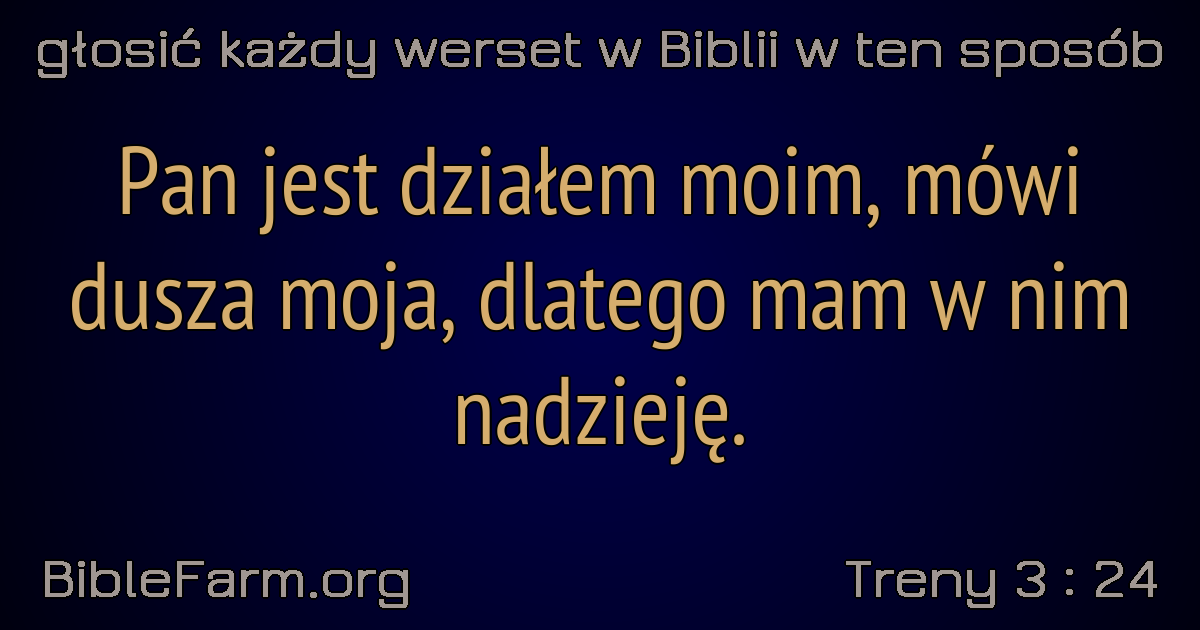 głosić każdy werset w Biblii w ten sposób
Pan jest działem moim, mówi
dusza moja, dlatego mam w nim
nadzieję.
BibleFarm.org
Treny 3 : 24